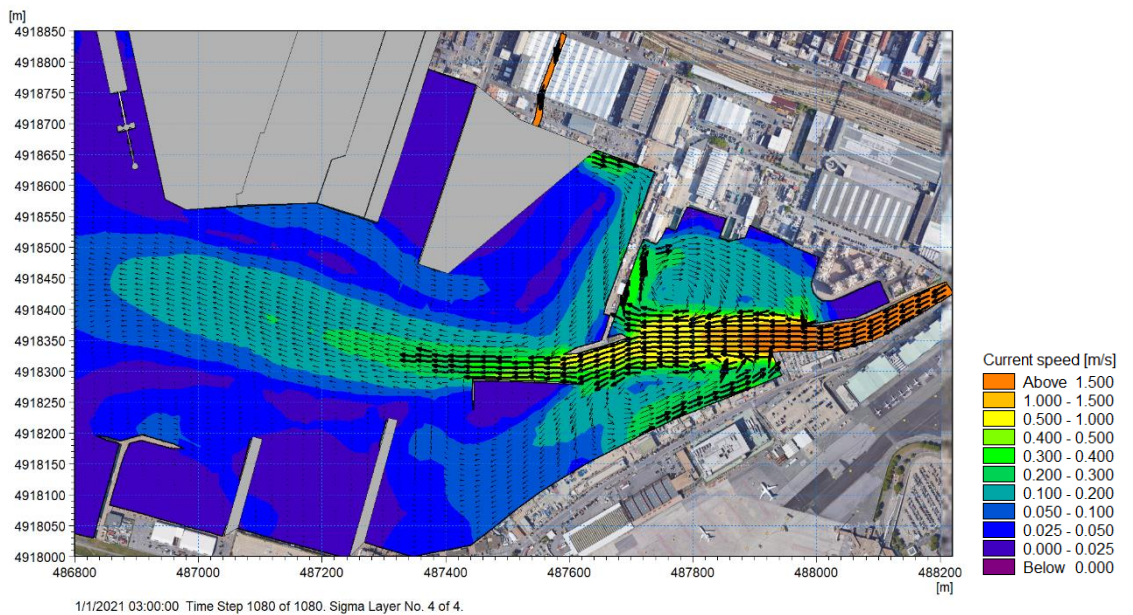 [m]
4918850
4918800
4918750
4918700
4918650
4918600
4918550
4918500
4918450
4918400
4918350
4918300
4918250
4918200
4918150
4918100
4918050
4918000
486800 487000 487200 487400 487600 487800 488000 488200
[m]
Current speed [m/s]
Above 1.500
1.000 - 1.500
0.500 - 1.000
0.400 - 0.500
0.300 - 0.400
0.200 - 0.300
0.100 - 0.200
0.050 - 0.100
0.025 - 0.050
0.000 - 0.025
Below 0.000
1/1/2021 03:00:00 Time Step 1080 of 1080. Sigma Layer No. 4 of 4.